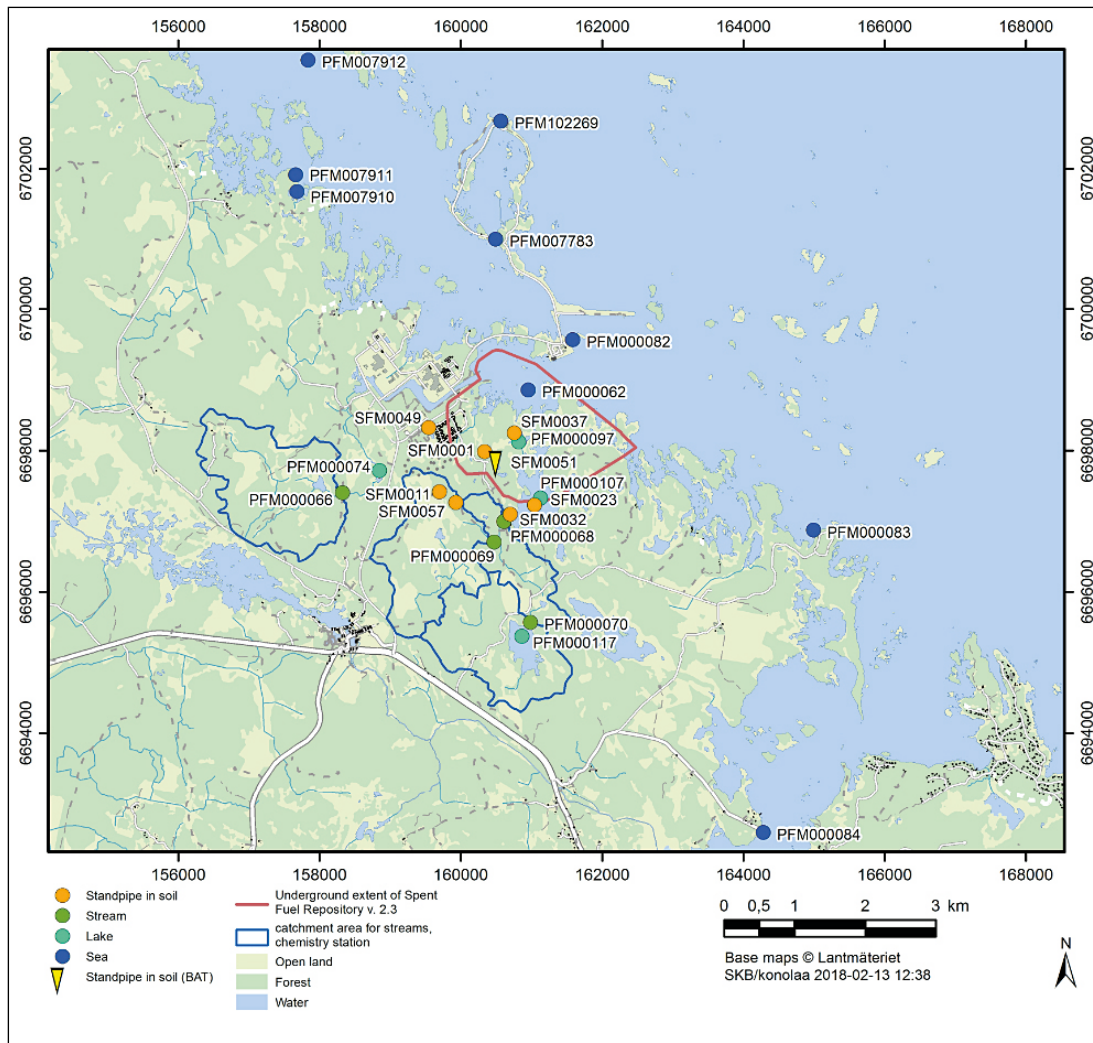 156000 158000 160000 162000 164000 166000 168000
PFM007912
PFM102269
6702000 6702000
PFM007911
PFM007910
PFM007783
6700000 6700000
PFM000082
PFM000062
SFM0049
SFM0037
PFM000097
SFM0001
6698000 6698000
SFM0051
PFM000074
PFM000107
PFM000066
SFM0011
SFM0023
SFM0057
SFM0032
PFM000068
PFM000083
PFM000069
6696000 6696000
PFM000070
PFM000117
6694000 6694000
PFM000084
156000 158000 160000 162000 164000 166000 168000
Standpipe in soil
Stream
Lake
Sea
Standpipe in soil (BAT)
Underground extent of Spent
Fuel Repository v. 2.3
catchment area for streams,
chemistry station
Open land
Forest
Water
0 0,5 1 2 3 km
Base maps © Lantmäteriet
SKB/konolaa 2018-02-13 12:38
N